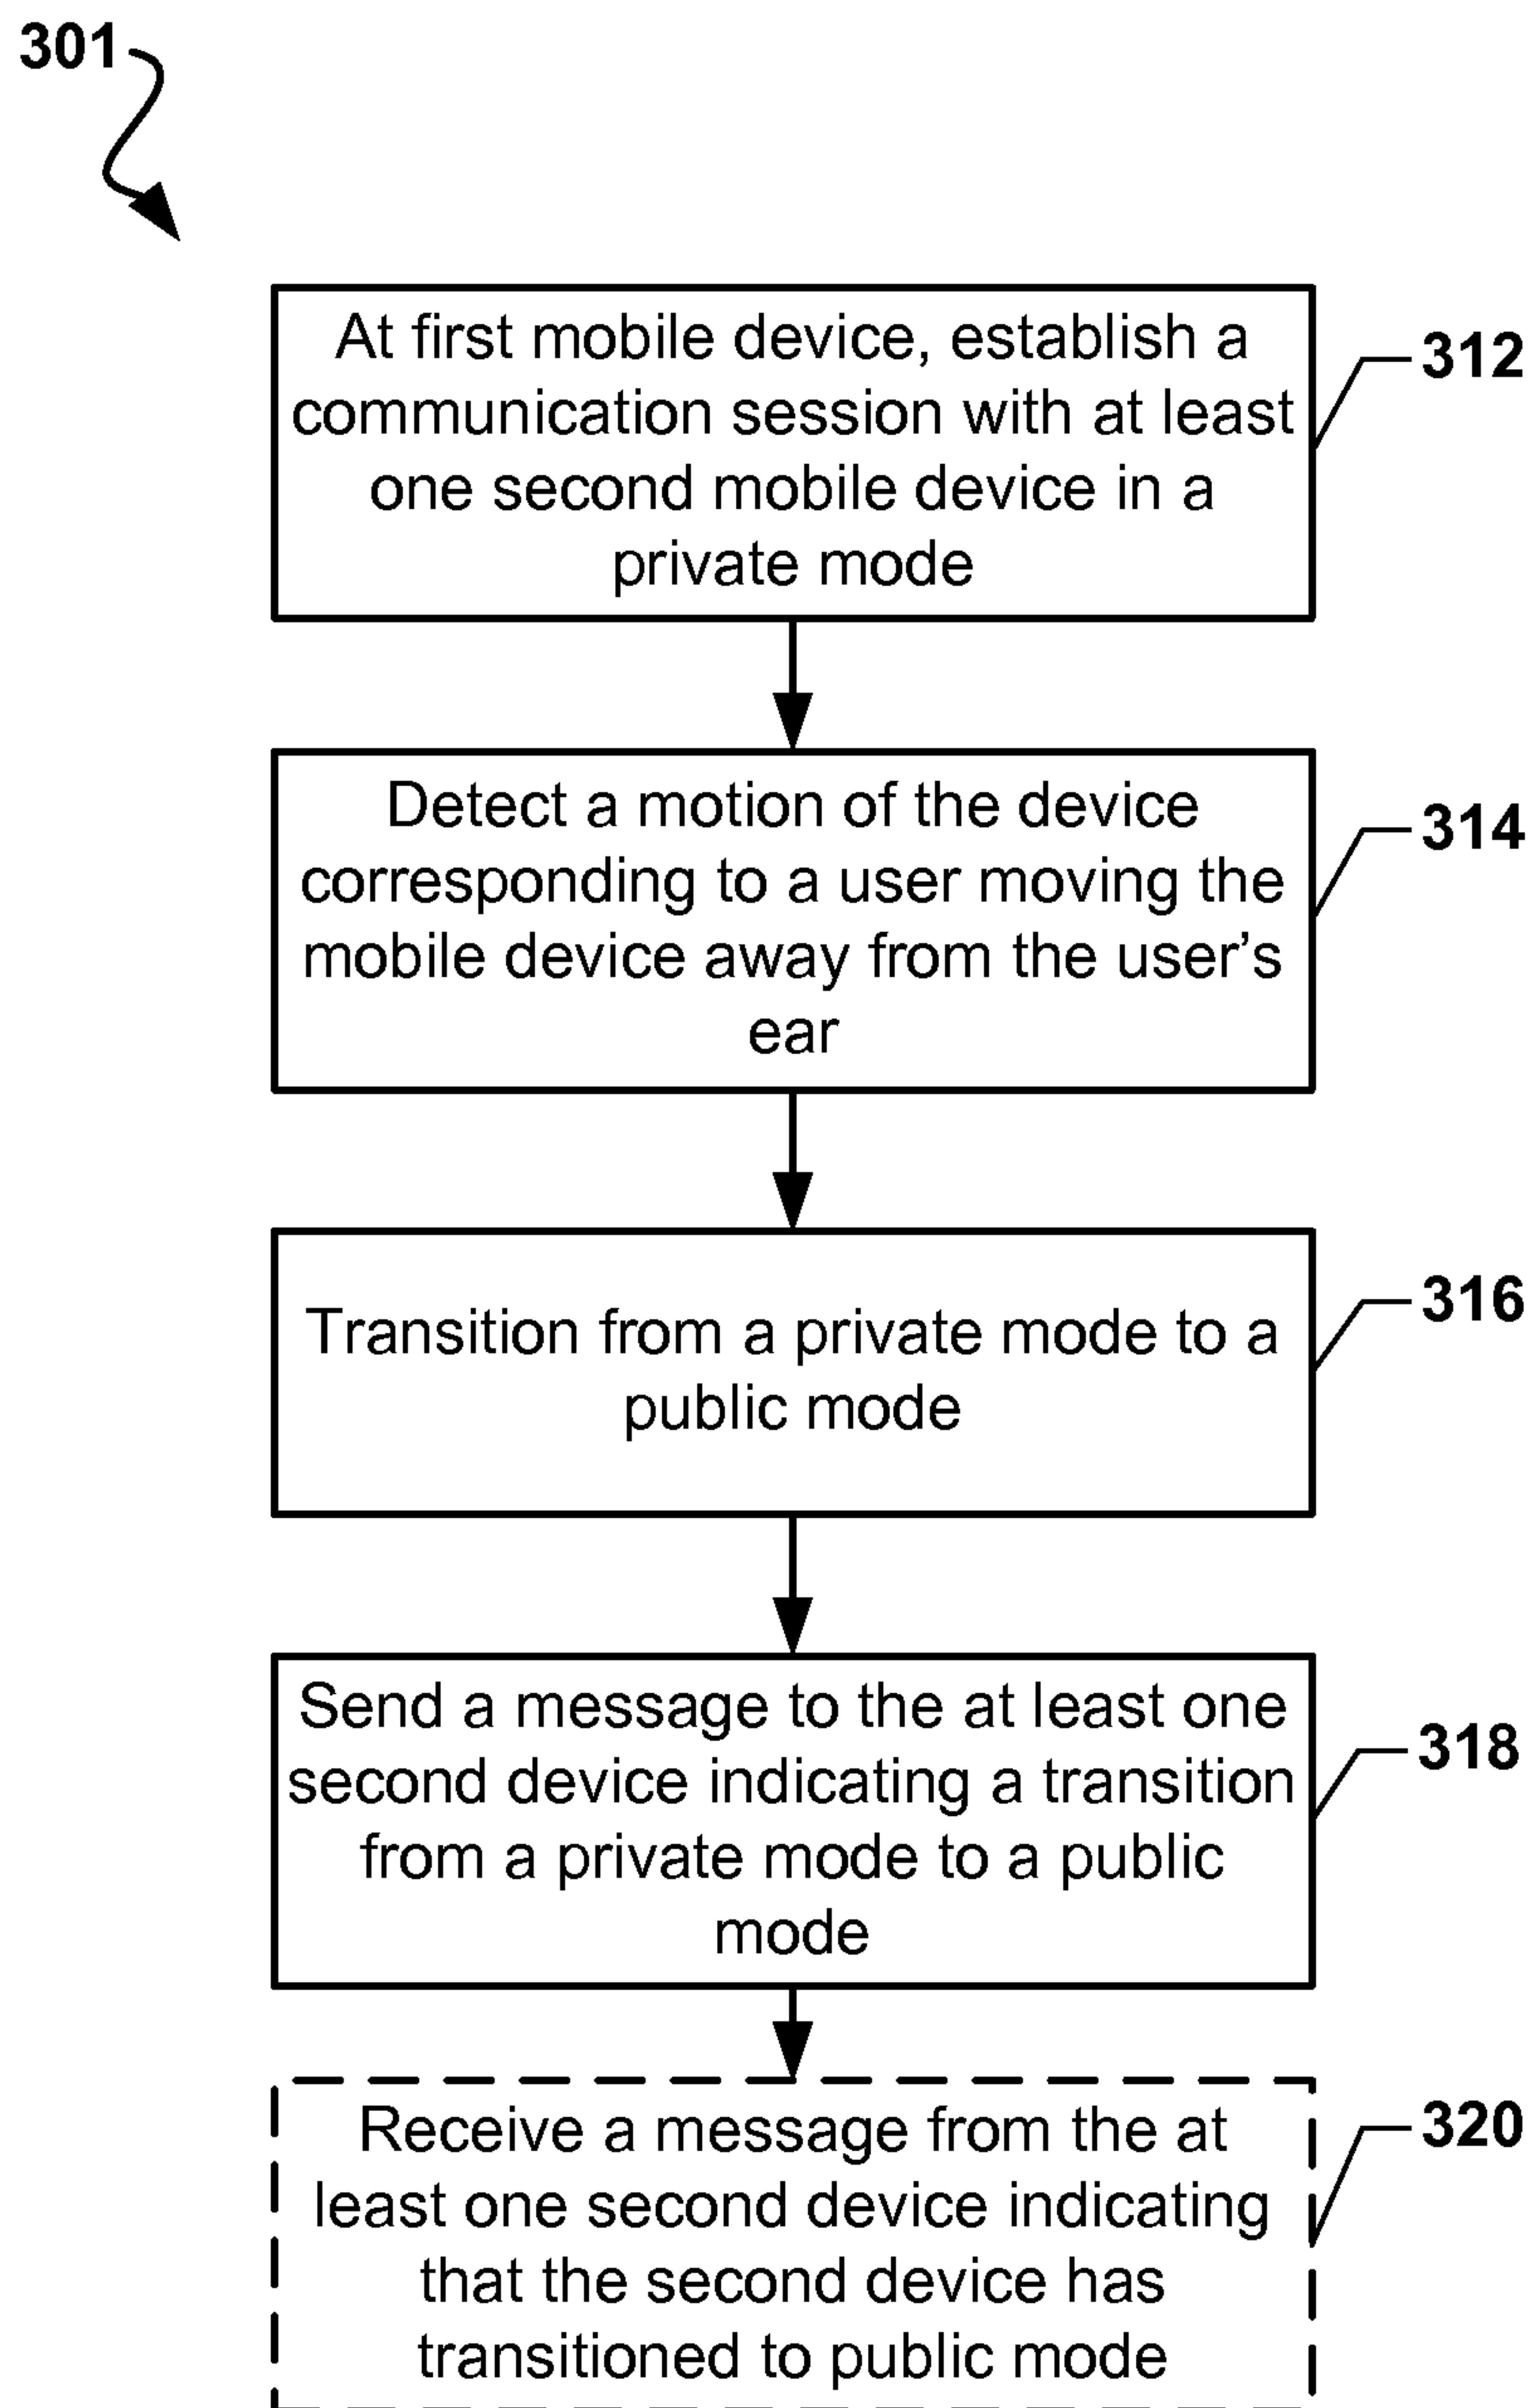 301
At first mobile device, establish a
communication session with at least
one second mobile device in a
private mode
312
Detect a motion of the device
corresponding to a user moving the
mobile device away from the user's
ear
314
Transition from a private mode to a
public mode
316
Send a message to the at least one
second device indicating a transition
from a private mode to a public
mode
318
Receive a message from the at
least one second device indicating
that the second device has
transitioned to public mode
320